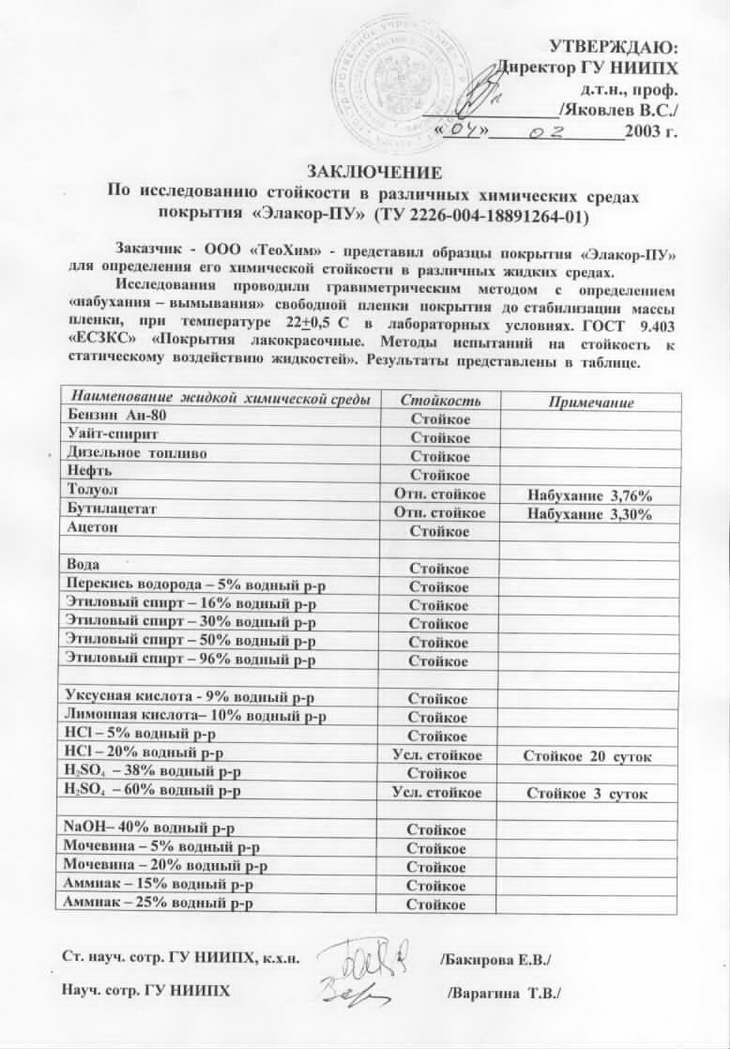 УТВЕРЖДАЮ:
Директор ГУ НИИПХ
д.т.н., проф.
/Яковлев В.С./
«04» 02 2003 г.
ЗАКЛЮЧЕНИЕ
По исследованию стойкости в различных химических средах
покрытия «Элакор-ПУ» (ТУ 2226-004-18891264-01)
Заказчик - ООО «ТеоХим» - представил образцы покрытия «Элакор-ПУ»
для определения его химической стойкости в различных жидких средах.
Исследования проводили гравиметрическим методом с определением
«набухания – вымывания» свободной пленки покрытия до стабилизации массы
пленки, при температуре 22±0,5 С в лабораторных условиях. ГОСТ 9.403
«ЕСЗКС» «Покрытия лакокрасочные. Методы испытаний на стойкость к
статическому воздействию жидкостей». Результаты представлены в таблице.
Наименование жидкой химической среды Стойкость Примечание
Бензин Аи-80 Стойкое
Уайт-спирит Стойкое
Дизельное топливо Стойкое
Нефть Стойкое
Толуол Отн. стойкое Набухание 3,76%
Бутилацетат Отн. стойкое Набухание 3,30%
Ацетон Стойкое
Вода Стойкое
Перекись водорода – 5% водный р-р Стойкое
Этиловый спирт – 16% водный р-р Стойкое
Этиловый спирт – 30% водный р-р Стойкое
Этиловый спирт – 50% водный р-р Стойкое
Этиловый спирт – 96% водный р-р Стойкое
Уксусная кислота - 9% водный р-р Стойкое
Лимонная кислота– 10% водный р-р Стойкое
HCl – 5% водный р-р Стойкое
HCl – 20% водный р-р Усл. стойкое Стойкое 20 суток
H₂SO₄ – 38% водный р-р Стойкое
H₂SO₄ – 60% водный р-р Усл. стойкое Стойкое 3 суток
NaOH– 40% водный р-р Стойкое
Мочевина – 5% водный р-р Стойкое
Мочевина – 20% водный р-р Стойкое
Аммиак – 15% водный р-р Стойкое
Аммиак – 25% водный р-р Стойкое
Ст. науч. сотр. ГУ НИИПХ, к.х.н. /Бакирова Е.В./
Науч. сотр. ГУ НИИПХ /Варагина Т.В./